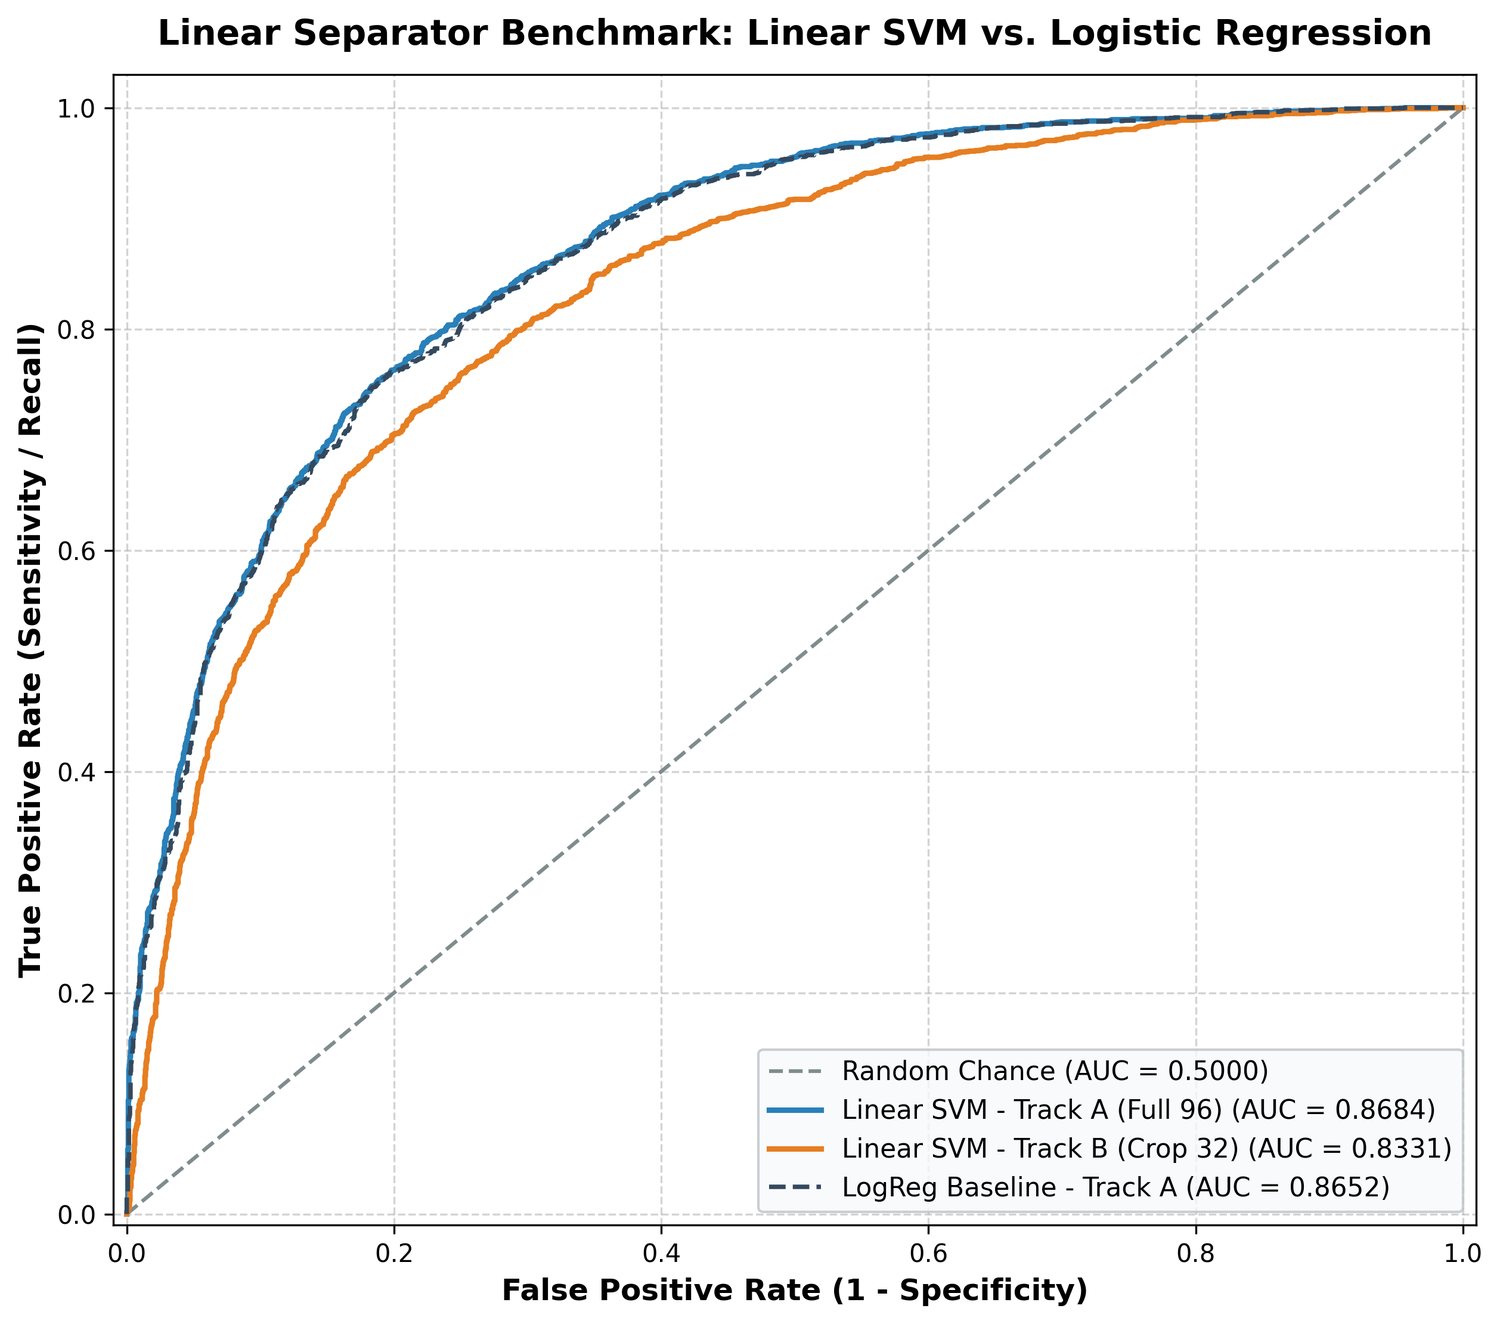 Linear Separator Benchmark: Linear SVM vs. Logistic Regression
True Positive Rate (Sensitivity / Recall)
1.0
0.8
0.6
0.4
0.2
0.0
Random Chance (AUC = 0.5000)
Linear SVM - Track A (Full 96) (AUC = 0.8684)
Linear SVM - Track B (Crop 32) (AUC = 0.8331)
LogReg Baseline - Track A (AUC = 0.8652)
0.0 0.2 0.4 0.6 0.8 1.0
False Positive Rate (1 - Specificity)